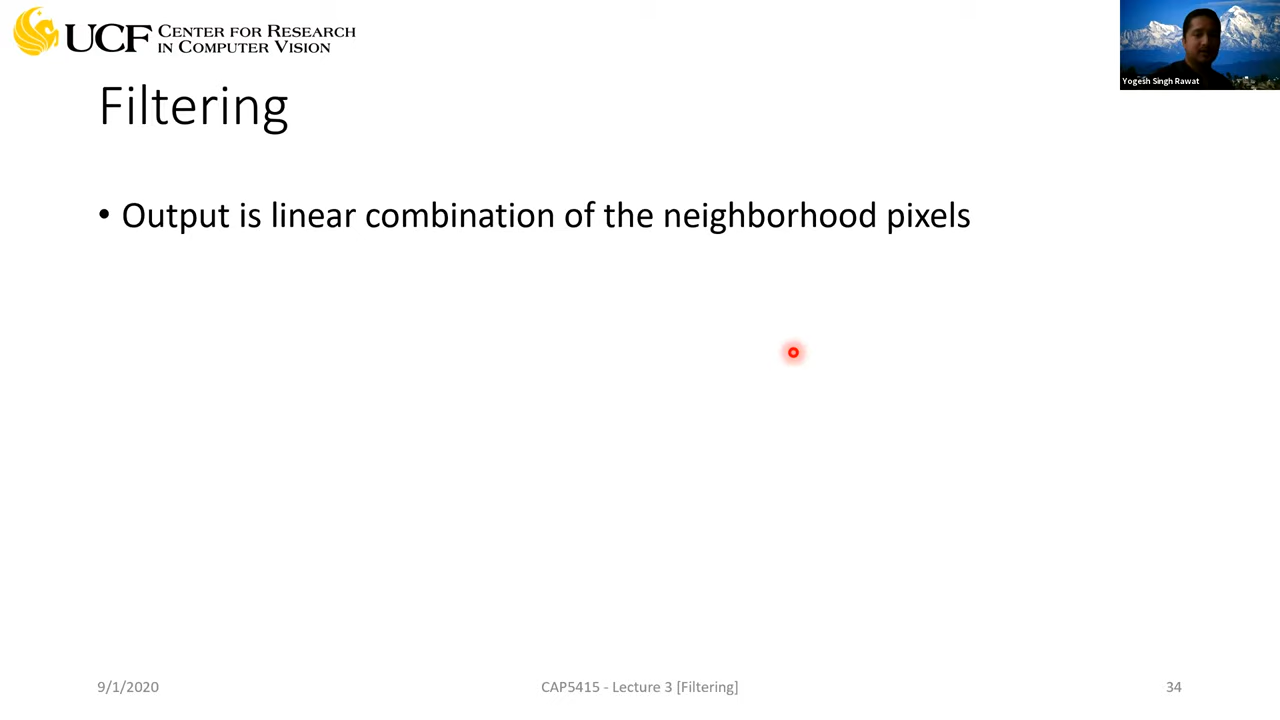 UCF CENTER FOR RESEARCH
IN COMPUTER VISION
Yogesh Singh Rawat
Filtering
• Output is linear combination of the neighborhood pixels
9/1/2020
CAP5415 - Lecture 3 [Filtering]
34